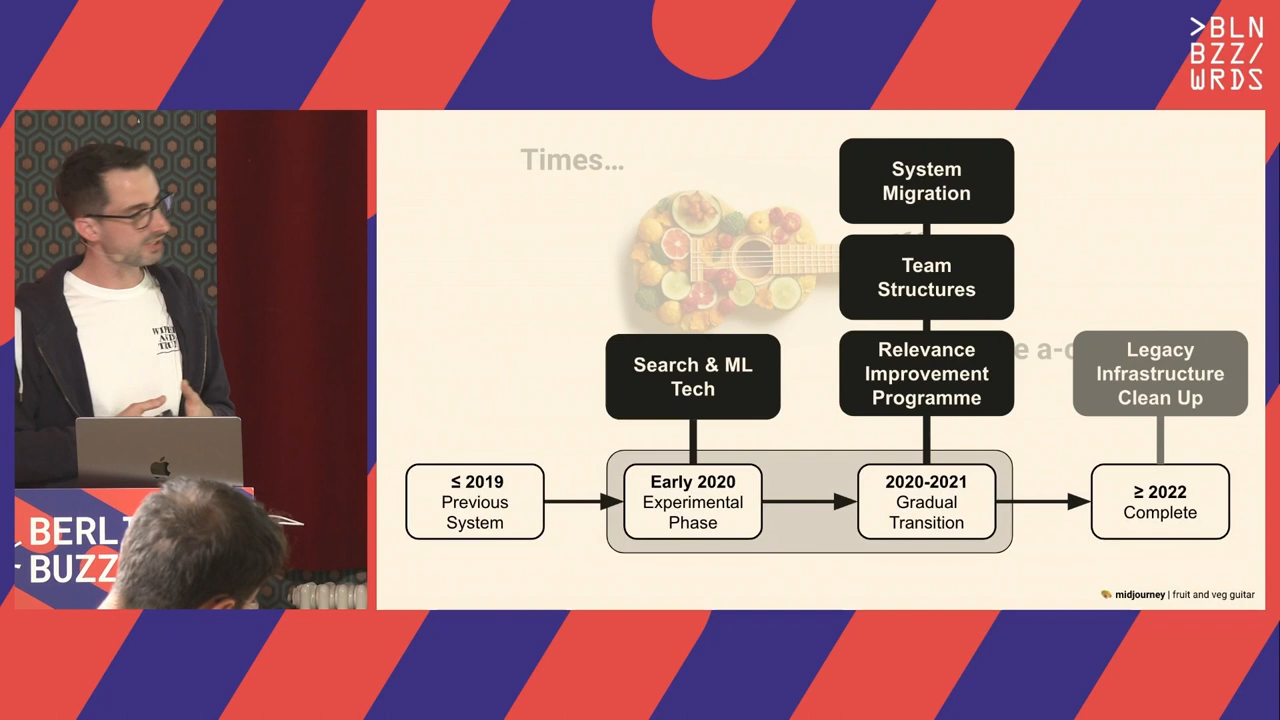 >BLN
BZZ/
WRDS
Times...
System
Migration
Team
Structures
Relevance
Improvement
Programme
e a-c
Legacy
Infrastructure
Clean Up
Search & ML
Tech
≤ 2019
Previous
System
Early 2020
Experimental
Phase
2020-2021
Gradual
Transition
≥ 2022
Complete
midjourney | fruit and veg guitar
BERL
BUZZ